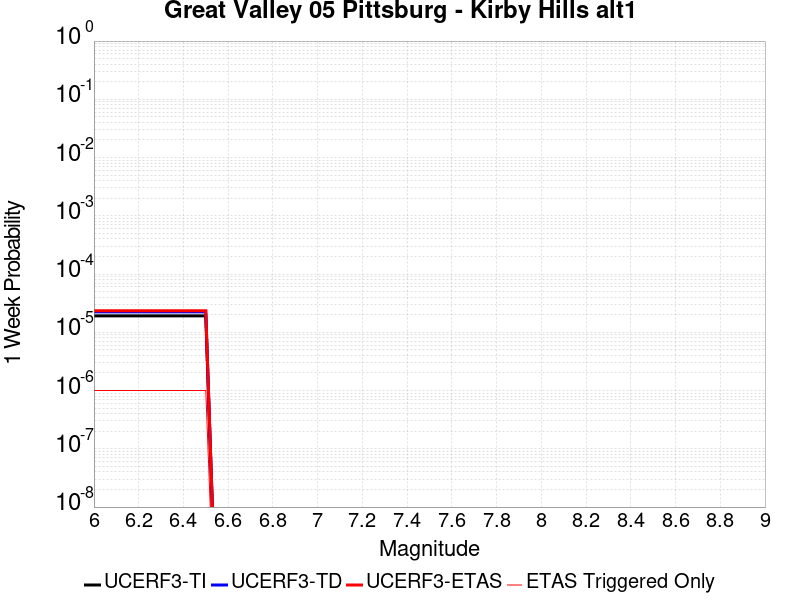 Great Valley 05 Pittsburg - Kirby Hills alt1
1 Week Probability
10^0
10^-1
10^-2
10^-3
10^-4
10^-5
10^-6
10^-7
10^-8
6 6.2 6.4 6.6 6.8 7 7.2 7.4 7.6 7.8 8 8.2 8.4 8.6 8.8 9
Magnitude
UCERF3-TI UCERF3-TD UCERF3-ETAS ETAS Triggered Only